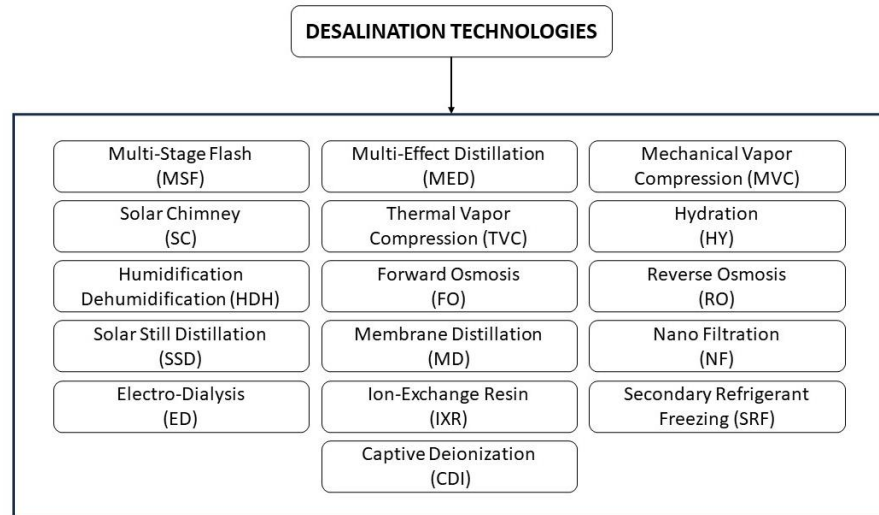 DESALINATION TECHNOLOGIES
Multi-Stage Flash
(MSF)
Multi-Effect Distillation
(MED)
Mechanical Vapor
Compression (MVC)
Solar Chimney
(SC)
Thermal Vapor
Compression (TVC)
Hydration
(HY)
Humidification
Dehumidification (HDH)
Forward Osmosis
(FO)
Reverse Osmosis
(RO)
Solar Still Distillation
(SSD)
Membrane Distillation
(MD)
Nano Filtration
(NF)
Electro-Dialysis
(ED)
Ion-Exchange Resin
(IXR)
Secondary Refrigerant
Freezing (SRF)
Captive Deionization
(CDI)